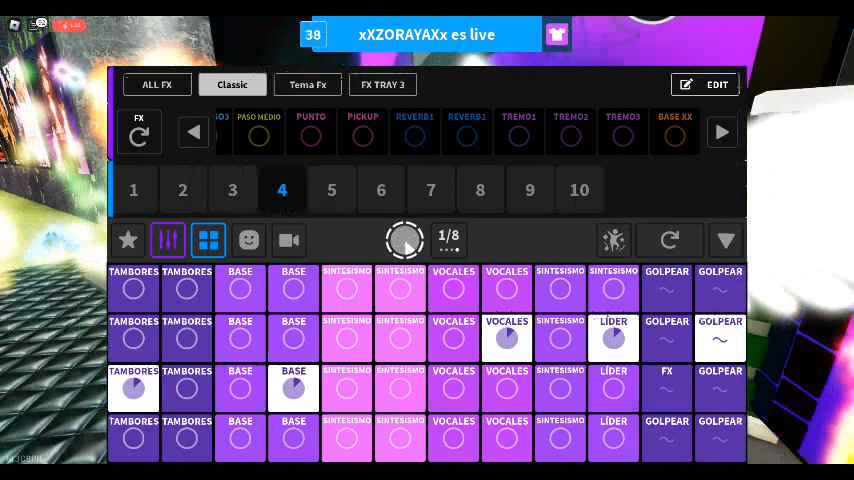 38 xXZORAYAXx es live
ALL FX Classic Tema Fx FX TRAY 3 EDIT
FX PASO MEDIO PUNTO PICKUP REVERB1 REVERB2 TREMO1 TREMO2 TREMO3 BASE XX
1 2 3 4 5 6 7 8 9 10
1/8
TAMBORES TAMBORES BASE BASE SINTESISMO SINTESISMO VOCALES VOCALES SINTESISMO SINTESISMO GOLPEAR GOLPEAR
TAMBORES TAMBORES BASE BASE SINTESISMO SINTESISMO VOCALES VOCALES SINTESISMO LÍDER GOLPEAR GOLPEAR
TAMBORES TAMBORES BASE BASE SINTESISMO SINTESISMO VOCALES VOCALES SINTESISMO LÍDER FX GOLPEAR
TAMBORES TAMBORES BASE BASE SINTESISMO SINTESISMO VOCALES VOCALES SINTESISMO LÍDER GOLPEAR GOLPEAR